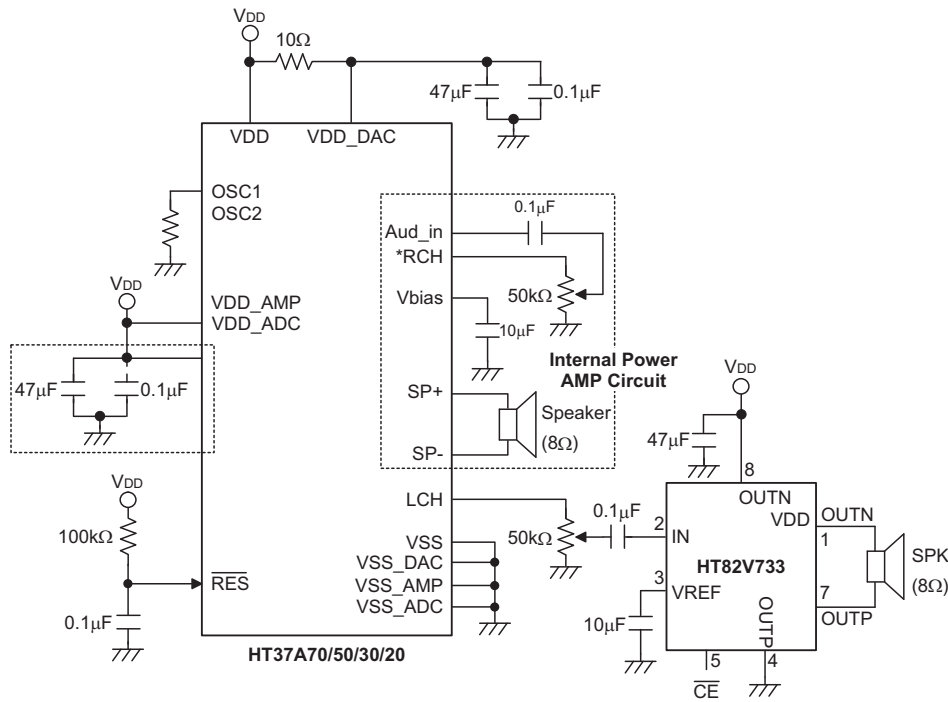 VDD
10Ω
47µF
0.1µF
VDD
VDD_DAC
OSC1
OSC2
0.1µF
Aud_in
*RCH
50kΩ
Vbias
10µF
VDD
VDD_AMP
VDD_ADC
47µF
0.1µF
Internal Power
AMP Circuit
SP+
Speaker
(8Ω)
SP-
VDD
47µF
8
VDD
100kΩ
RES
0.1µF
LCH
50kΩ
0.1µF
VSS
VSS_DAC
VSS_AMP
VSS_ADC
HT37A70/50/30/20
OUTN
VDD
OUTN
2
IN
1
HT82V733
SPK
(8Ω)
3
VREF
7
OUTP
OUTP
10µF
5
4
CE